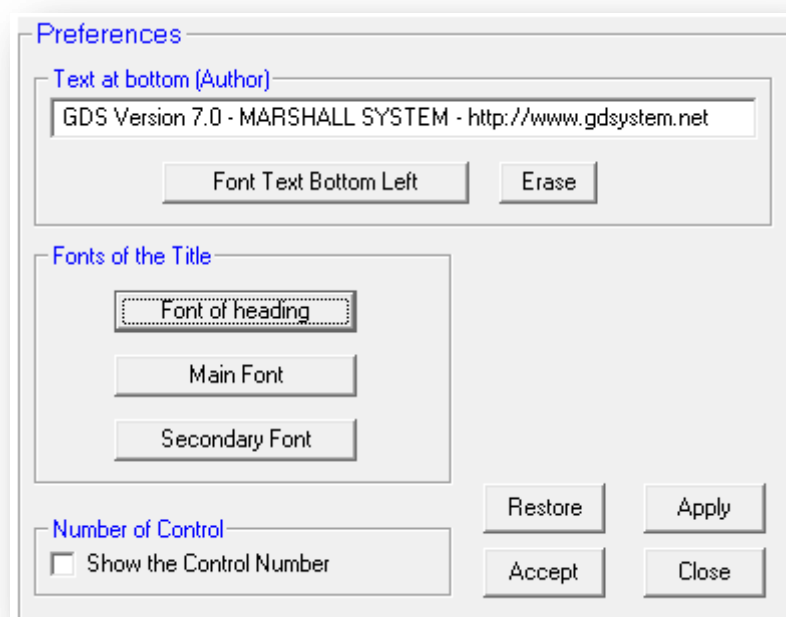 Preferences
Text at bottom (Author)
GDS Version 7.0 - MARSHALL SYSTEM - http://www.gdsystem.net
Font Text Bottom Left
Erase
Fonts of the Title
Font of heading
Main Font
Secondary Font
Number of Control
Show the Control Number
Restore
Apply
Accept
Close